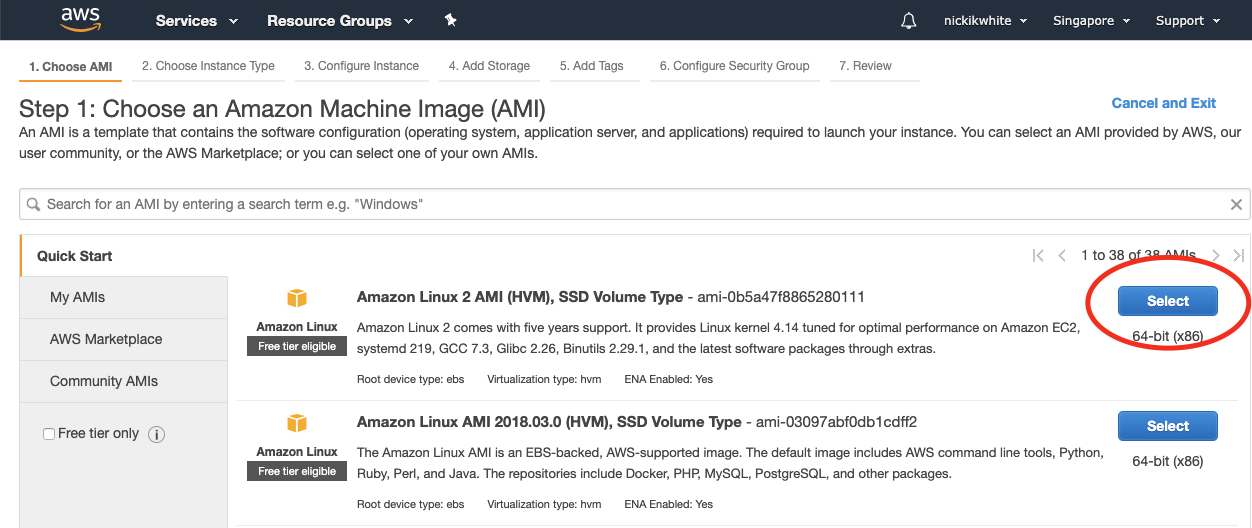 aws Services Resource Groups nickikwhite Singapore Support
1. Choose AMI 2. Choose Instance Type 3. Configure Instance 4. Add Storage 5. Add Tags 6. Configure Security Group 7. Review
Step 1: Choose an Amazon Machine Image (AMI)
Cancel and Exit
An AMI is a template that contains the software configuration (operating system, application server, and applications) required to launch your instance. You can select an AMI provided by AWS, our
user community, or the AWS Marketplace; or you can select one of your own AMIs.
Search for an AMI by entering a search term e.g. "Windows"
Quick Start
1 to 38 of 38 AMIs
My AMIs
AWS Marketplace
Community AMIs
Free tier only
Amazon Linux
Free tier eligible
Amazon Linux 2 AMI (HVM), SSD Volume Type - ami-0b5a47f8865280111
Amazon Linux 2 comes with five years support. It provides Linux kernel 4.14 tuned for optimal performance on Amazon EC2,
systemd 219, GCC 7.3, Glibc 2.26, Binutils 2.29.1, and the latest software packages through extras.
Root device type: ebs Virtualization type: hvm ENA Enabled: Yes
Select
64-bit (x86)
Amazon Linux
Free tier eligible
Amazon Linux AMI 2018.03.0 (HVM), SSD Volume Type - ami-03097abf0db1cdff2
The Amazon Linux AMI is an EBS-backed, AWS-supported image. The default image includes AWS command line tools, Python,
Ruby, Perl, and Java. The repositories include Docker, PHP, MySQL, PostgreSQL, and other packages.
Root device type: ebs Virtualization type: hvm ENA Enabled: Yes
Select
64-bit (x86)